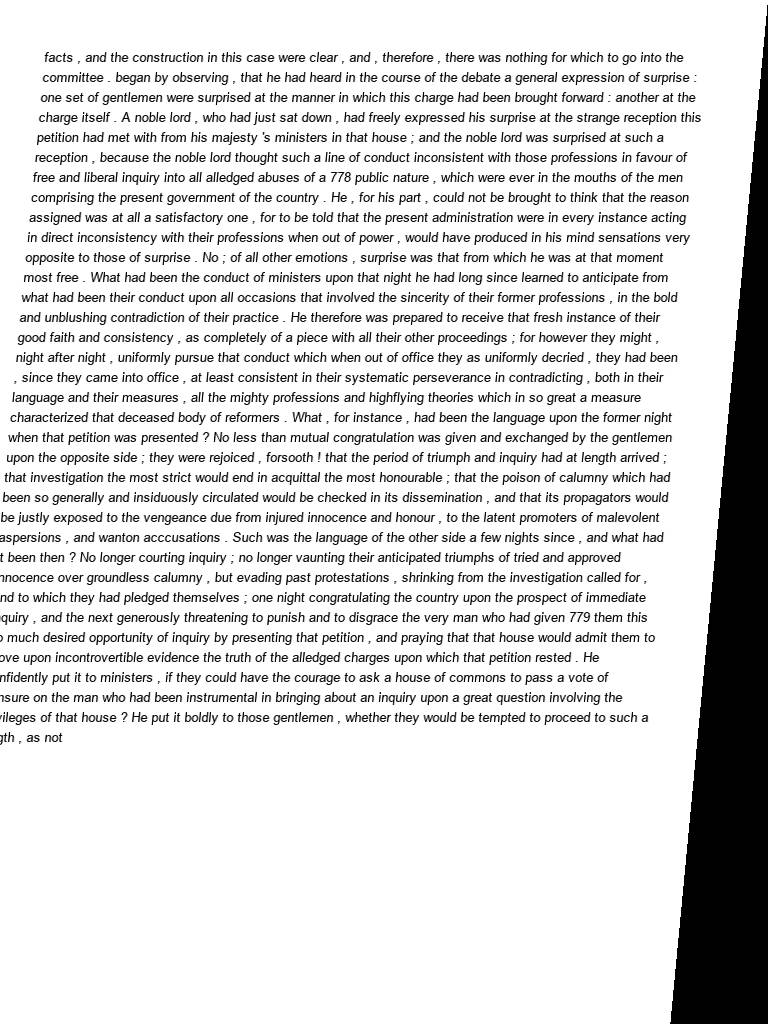 facts , and the construction in this case were clear , and , therefore , there was nothing for which to go into the
committee . began by observing , that he had heard in the course of the debate a general expression of surprise :
one set of gentlemen were surprised at the manner in which this charge had been brought forward : another at the
charge itself . A noble lord , who had just sat down , had freely expressed his surprise at the strange reception this
petition had met with from his majesty 's ministers in that house ; and the noble lord was surprised at such a
reception , because the noble lord thought such a line of conduct inconsistent with those professions in favour of
free and liberal inquiry into all alledged abuses of a 778 public nature , which were ever in the mouths of the men
comprising the present government of the country . He , for his part , could not be brought to think that the reason
assigned was at all a satisfactory one , for to be told that the present administration were in every instance acting
in direct inconsistency with their professions when out of power , would have produced in his mind sensations very
opposite to those of surprise . No ; of all other emotions , surprise was that from which he was at that moment
most free . What had been the conduct of ministers upon that night he had long since learned to anticipate from
what had been their conduct upon all occasions that involved the sincerity of their former professions , in the bold
and unblushing contradiction of their practice . He therefore was prepared to receive that fresh instance of their
good faith and consistency , as completely of a piece with all their other proceedings ; for however they might ,
night after night , uniformly pursue that conduct which when out of office they as uniformly decried , they had been
, since they came into office , at least consistent in their systematic perseverance in contradicting , both in their
language and their measures , all the mighty professions and highflying theories which in so great a measure
characterized that deceased body of reformers . What , for instance , had been the language upon the former night
when that petition was presented ? No less than mutual congratulation was given and exchanged by the gentlemen
upon the opposite side ; they were rejoiced , forsooth ! that the period of triumph and inquiry had at length arrived ;
that investigation the most strict would end in acquittal the most honourable ; that the poison of calumny which had
been so generally and insiduously circulated would be checked in its dissemination , and that its propagators would
be justly exposed to the vengeance due from injured innocence and honour , to the latent promoters of malevolent
aspersions , and wanton acccusations . Such was the language of the other side a few nights since , and what had
been then ? No longer courting inquiry ; no longer vaunting their anticipated triumphs of tried and approved
over groundless calumny , but evading past protestations , shrinking from the investigation called for ,
to which they had pledged themselves ; one night congratulating the country upon the prospect of immediate
, and the next generously threatening to punish and to disgrace the very man who had given 779 them this
much desired opportunity of inquiry by presenting that petition , and praying that that house would admit them to
upon incontrovertible evidence the truth of the alledged charges upon which that petition rested . He
put it to ministers , if they could have the courage to ask a house of commons to pass a vote of
on the man who had been instrumental in bringing about an inquiry upon a great question involving the
of that house ? He put it boldly to those gentlemen , whether they would be tempted to proceed to such a
, as not